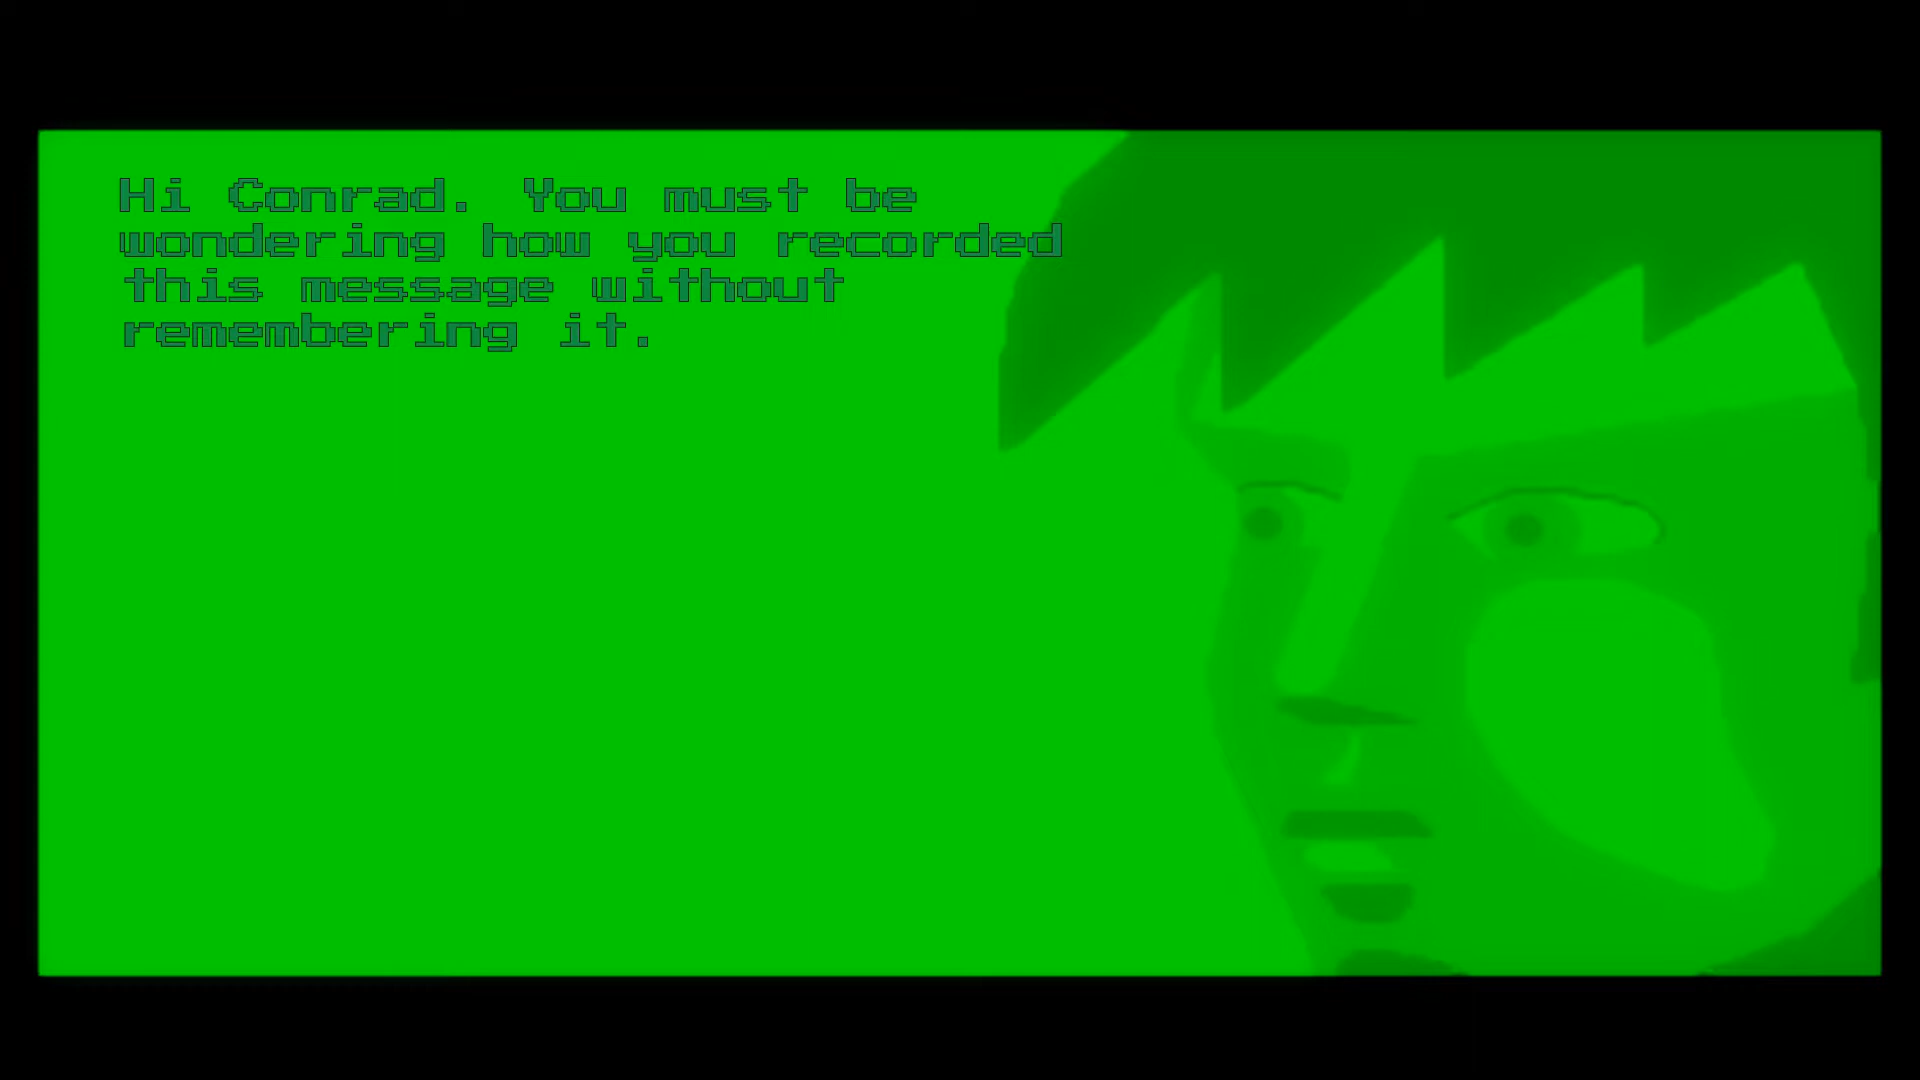 Hi Conrad. You must be
wondering how you recorded
this message without
remembering it.